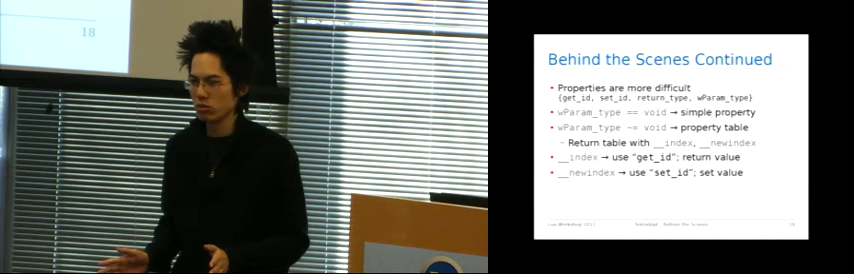 18
Behind the Scenes Continued
• Properties are more difficult
{get_id, set_id, return_type, wParam_type}
• wParam_type == void → simple property
• wParam_type ~= void → property table
– Return table with __index, __newindex
• __index → use “get_id”; return value
• __newindex → use “set_id”; set value
Lua Workshop 2012 Textadept - Behind the Scenes 18